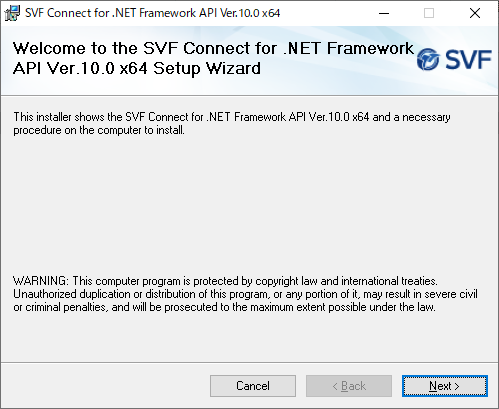 SVF Connect for .NET Framework API Ver.10.0 x64
Welcome to the SVF Connect for .NET Framework
API Ver.10.0 x64 Setup Wizard
SVF
This installer shows the SVF Connect for .NET Framework API Ver.10.0 x64 and a necessary
procedure on the computer to install.
WARNING: This computer program is protected by copyright law and international treaties.
Unauthorized duplication or distribution of this program, or any portion of it, may result in severe civil
or criminal penalties, and will be prosecuted to the maximum extent possible under the law.
Cancel
< Back
Next >